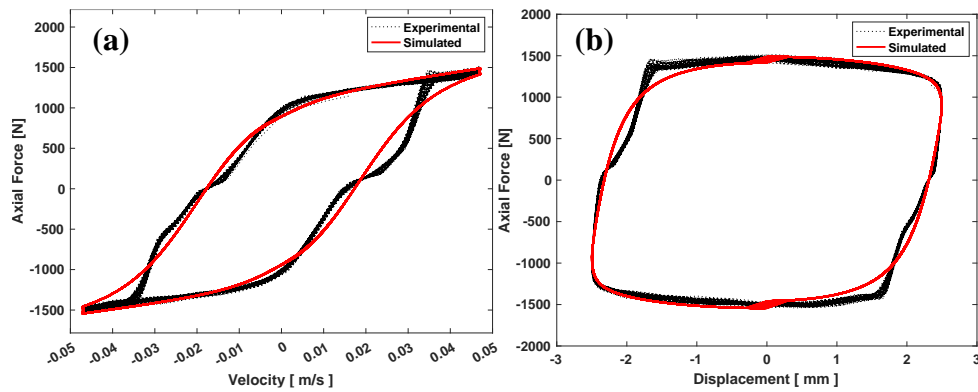 (a)
Experimental
Simulated
Axial Force [N]
2000
1500
1000
500
0
-500
-1000
-1500
-0.05 -0.04 -0.03 -0.02 -0.01 0 0.01 0.02 0.03 0.04 0.05
Velocity [ m/s ]
(b)
Experimental
Simulated
Axial Force [N]
2000
1500
1000
500
0
-500
-1000
-1500
-2000
-3 -2 -1 0 1 2 3
Displacement [ mm ]